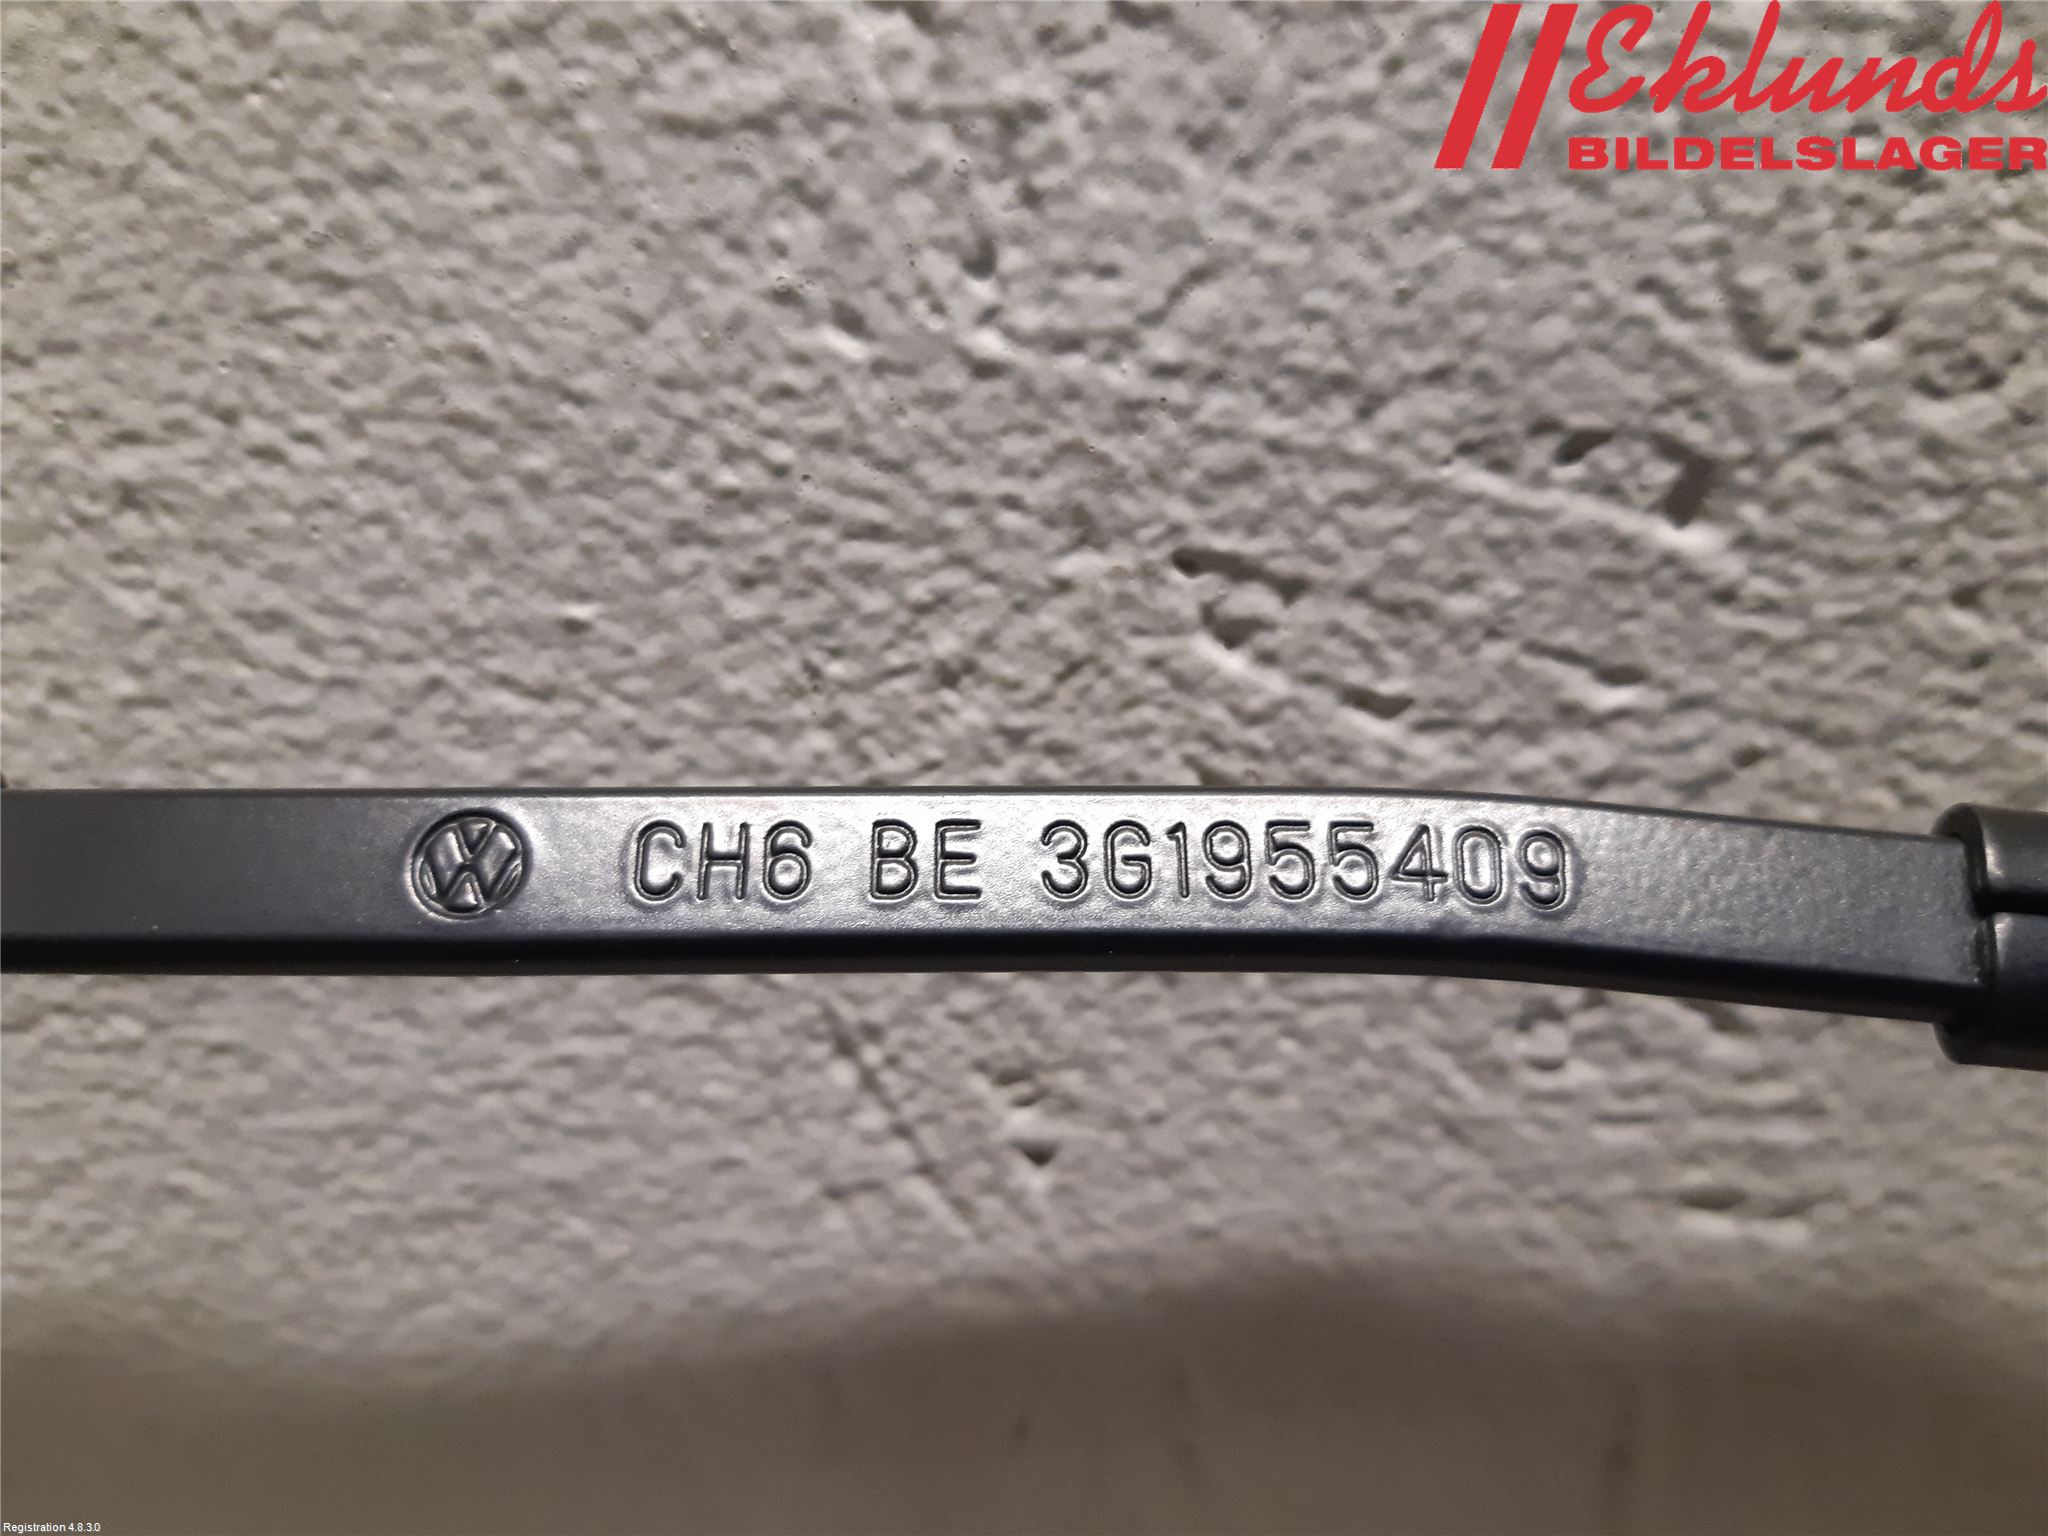 Eklunds
BILDELSLAGER
CH6 BE 3G1955409
Registration 4.8.3.0